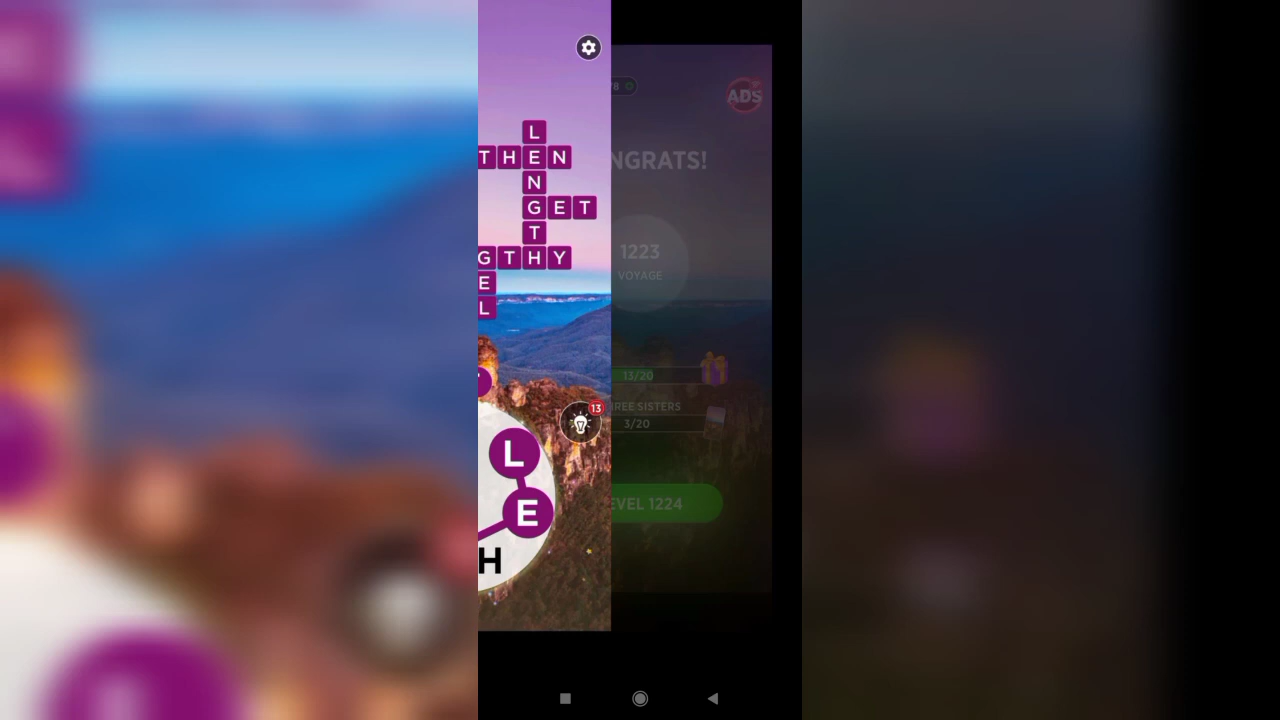 L
THEN
N
GET
T
GTHY
E
L
13
L
E
H
ADS
NGRATS!
1223
VOYAGE
13/20
REE SISTERS
3/20
EVEL 1224